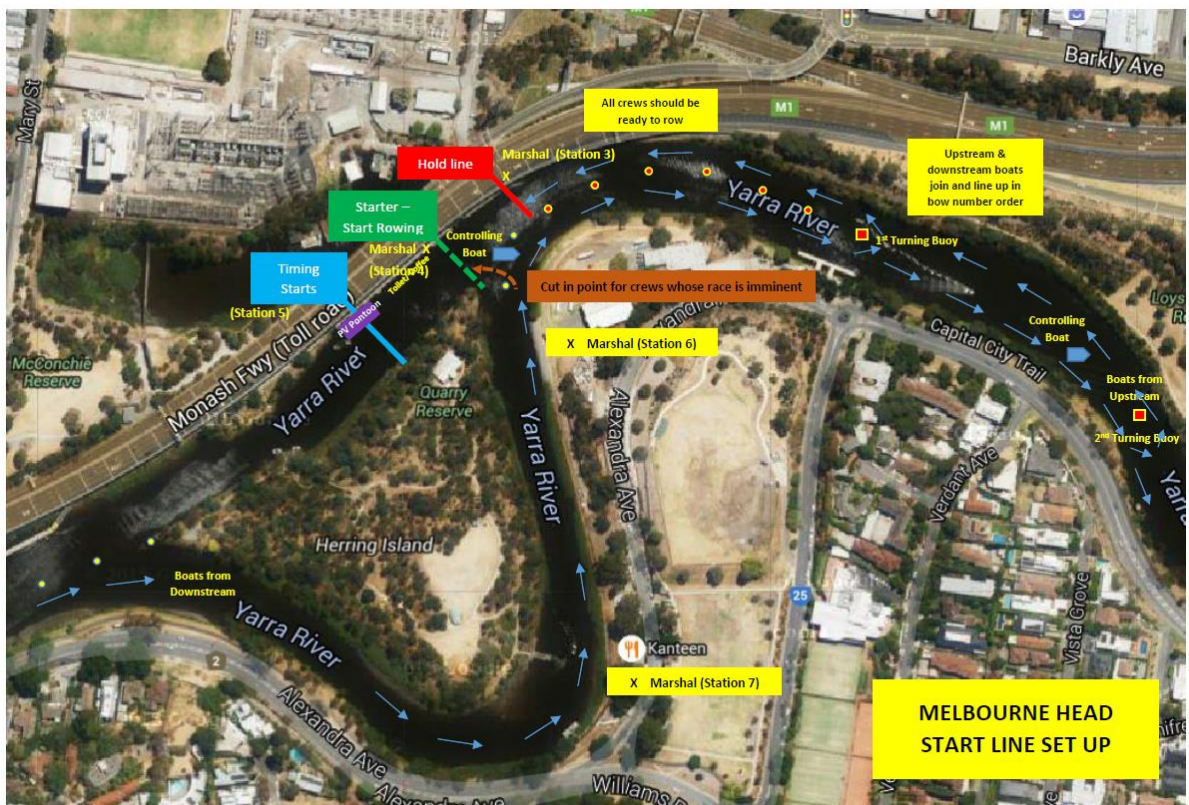 Barkly Ave
Mary St
M1
M1
M1
All crews should be
ready to row
Marshal (Station 3)
X
Hold line
Upstream &
downstream boats
join and line up in
bow number order
Starter –
Start Rowing
Yarra River
Marshal X
(Station 4)
Controlling
Boat
1st Turning Buoy
Timing
Starts
(Station 5)
PV Pontoon
Cut in point for crews whose race is imminent
Monash Fwy (Toll road)
McConchie
Reserve
Yarra River
X Marshal (Station 6)
Capital City Trail
Controlling
Boat
Boats from
Upstream
2nd Turning Buoy
Quarry
Reserve
Yarra River
Alexandra Ave
Verdant Ave
Yarra
Herring Island
Boats from
Downstream
25
Yarra River
Kanteen
Vista Grove
2
X Marshal (Station 7)
MELBOURNE HEAD
START LINE SET UP
Alexandra Ave
Alexandra Ave